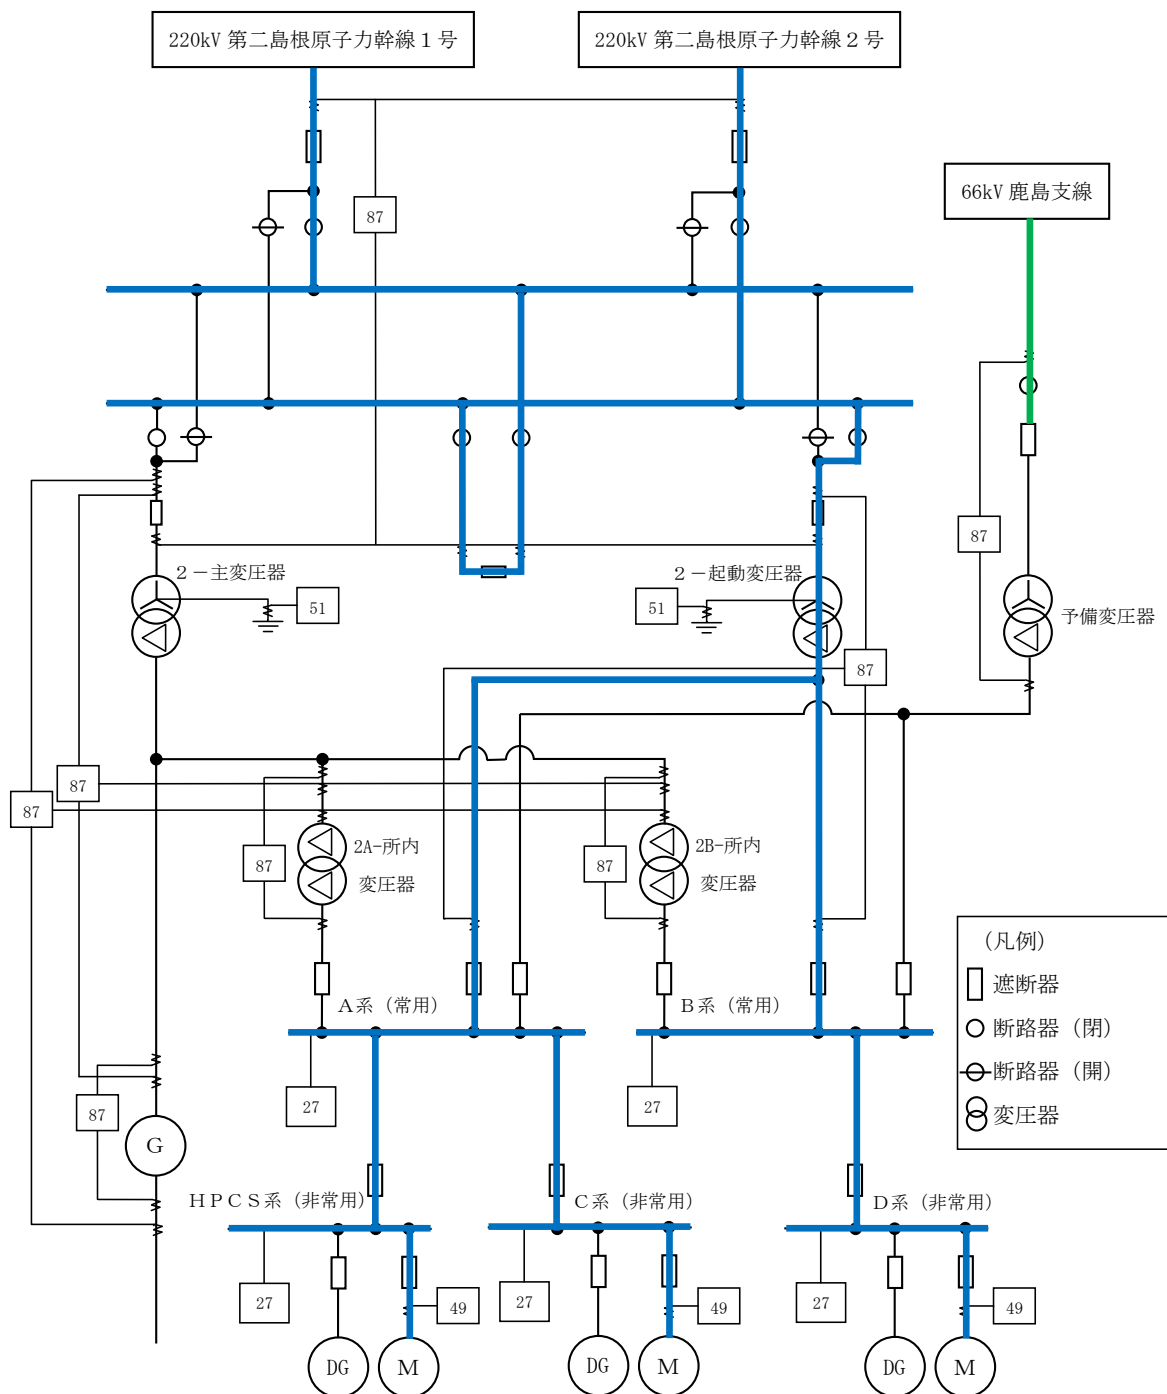 220kV 第二島根原子力幹線１号
220kV 第二島根原子力幹線２号
66kV 鹿島支線
87
87
２－主変圧器
51
２－起動変圧器
51
予備変圧器
87
87
87
2A-所内
変圧器
87
2B-所内
変圧器
87
(凡例)
遮断器
断路器（閉）
断路器（開）
変圧器
Ａ系（常用）
Ｂ系（常用）
27
27
87
G
ＨＰＣＳ系（非常用）
Ｃ系（非常用）
Ｄ系（非常用）
27
49
27
49
27
49
DG
M
DG
M
DG
M